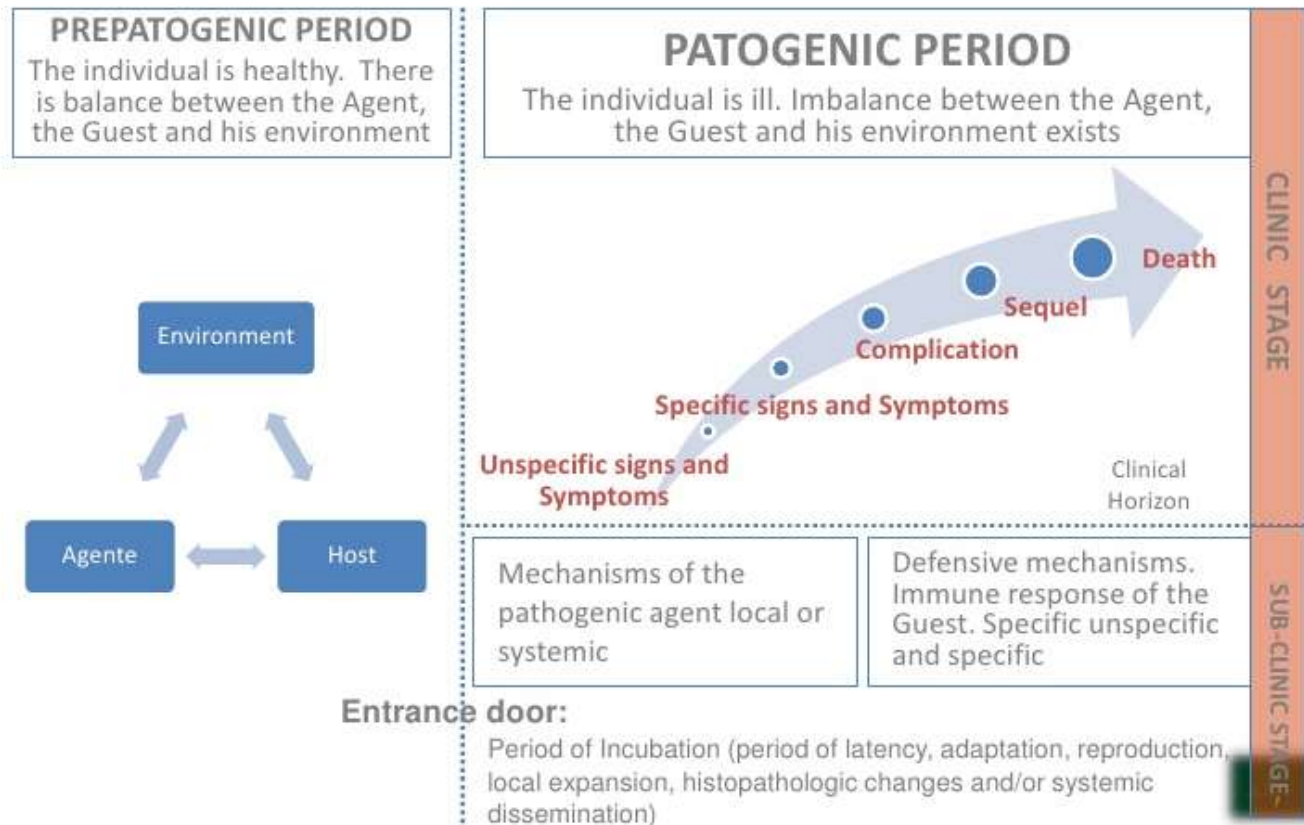 PREPATOGENIC PERIOD
The individual is healthy. There
is balance between the Agent,
the Guest and his environment
PATOGENIC PERIOD
The individual is ill. Imbalance between the Agent,
the Guest and his environment exists
Environment
Agente
Host
Death
Sequel
Complication
Specific signs and Symptoms
Unspecific signs and
Symptoms
Clinical
Horizon
CLINIC STAGE
Mechanisms of the
pathogenic agent local or
systemic
Defensive mechanisms.
Immune response of the
Guest. Specific unspecific
and specific
SUB-CLINIC STAGE-
Entrance door:
Period of Incubation (period of latency, adaptation, reproduction,
local expansion, histopathologic changes and/or systemic
dissemination)